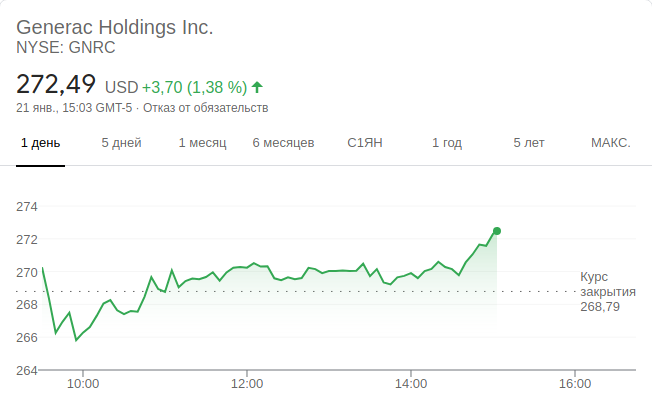 Generac Holdings Inc.
NYSE: GNRC
272,49 USD +3,70 (1,38 %)
21 янв., 15:03 GMT-5 · Отказ от обязательств
1 день 5 дней 1 месяц 6 месяцев С1ЯН 1 год 5 лет МАКС.
274
272
270
268
266
264
Курс
закрытия
268,79
10:00 12:00 14:00 16:00